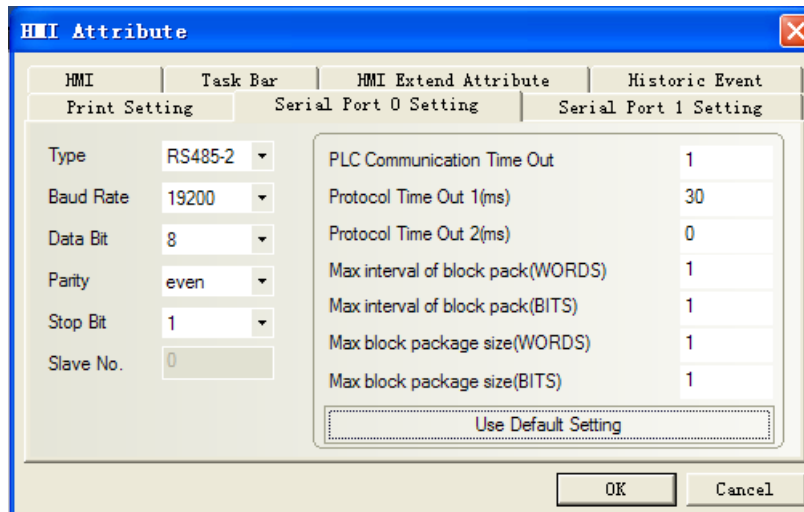 HMI Attribute
HMI
Task Bar
HMI Extend Attribute
Historic Event
Print Setting
Serial Port 0 Setting
Serial Port 1 Setting
Type RS485-2
Baud Rate 19200
Data Bit 8
Parity even
Stop Bit 1
Slave No. 0
PLC Communication Time Out 1
Protocol Time Out 1(ms) 30
Protocol Time Out 2(ms) 0
Max interval of block pack(WORDS) 1
Max interval of block pack(BITS) 1
Max block package size(WORDS) 1
Max block package size(BITS) 1
Use Default Setting
OK
Cancel